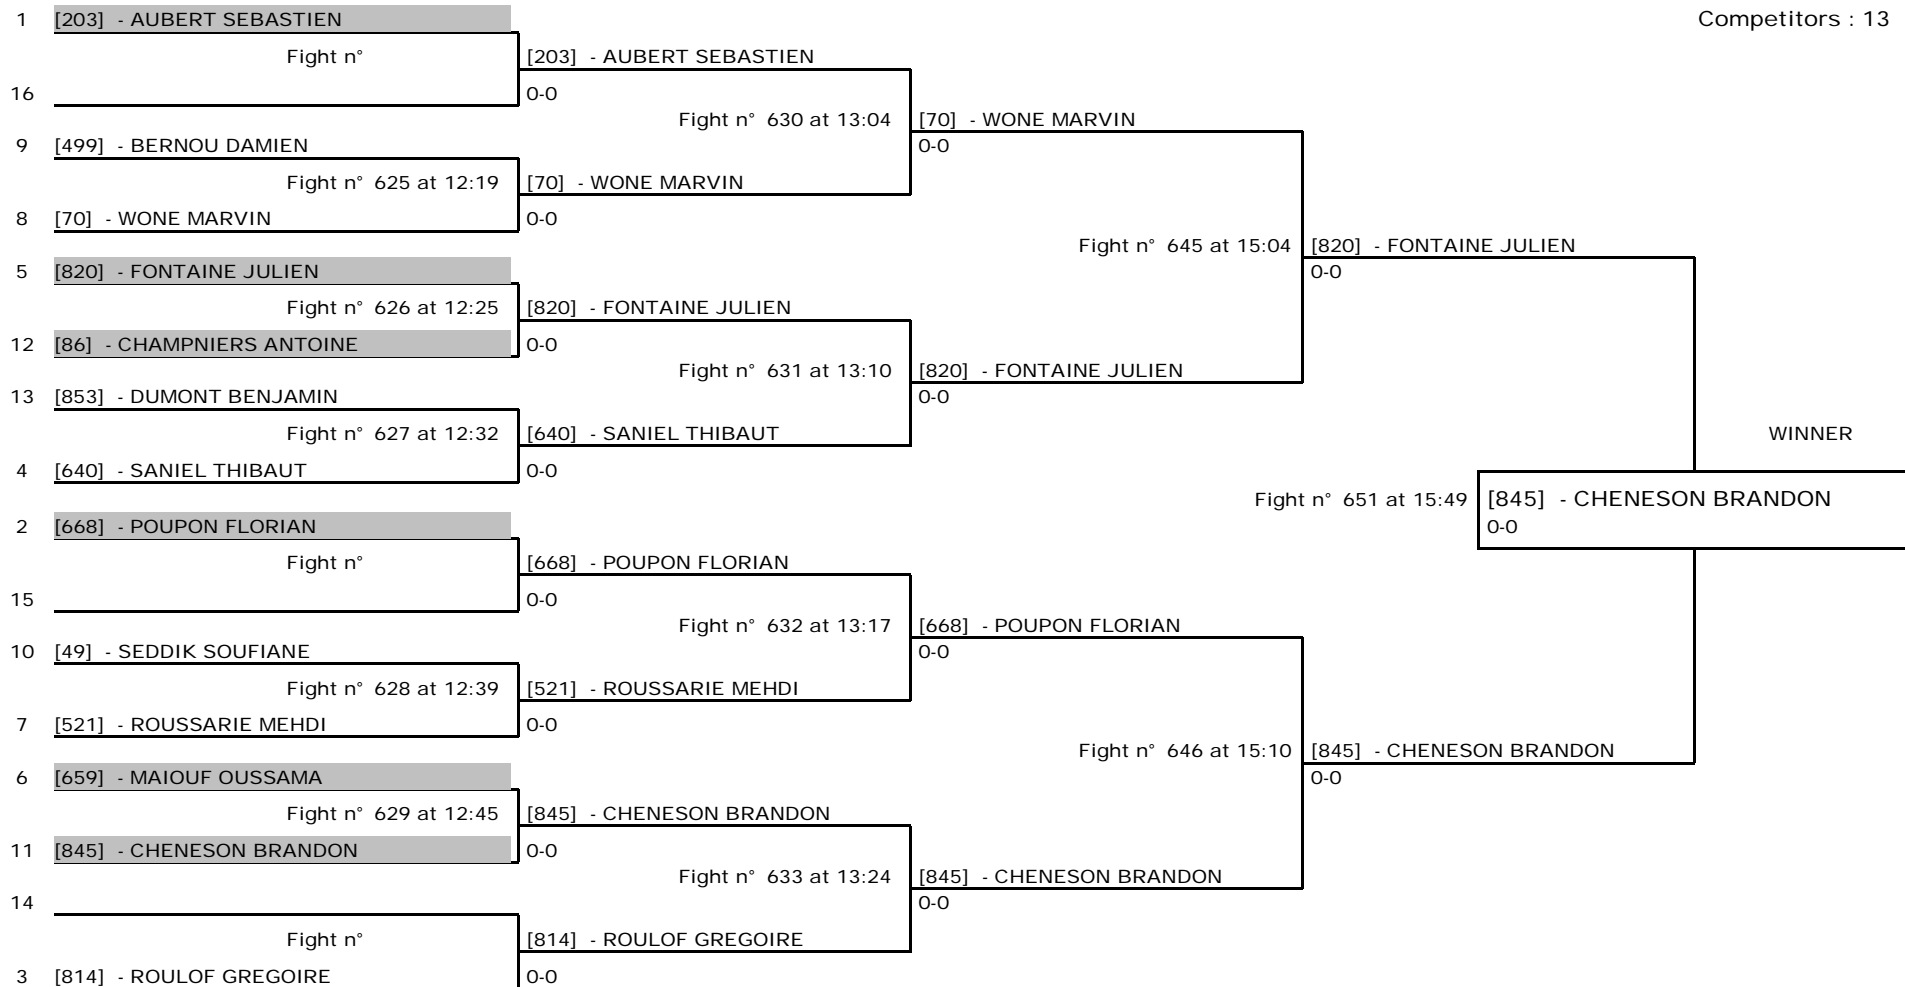 1 [203] - AUBERT SEBASTIEN
Competitors : 13
Fight n°
[203] - AUBERT SEBASTIEN
16
0-0
Fight n° 630 at 13:04
[70] - WONE MARVIN
9 [499] - BERNOU DAMIEN
0-0
Fight n° 625 at 12:19
[70] - WONE MARVIN
8 [70] - WONE MARVIN
0-0
Fight n° 645 at 15:04
[820] - FONTAINE JULIEN
5 [820] - FONTAINE JULIEN
0-0
Fight n° 626 at 12:25
[820] - FONTAINE JULIEN
12 [86] - CHAMPNIERS ANTOINE
0-0
Fight n° 631 at 13:10
[820] - FONTAINE JULIEN
13 [853] - DUMONT BENJAMIN
0-0
Fight n° 627 at 12:32
[640] - SANIEL THIBAUT
WINNER
4 [640] - SANIEL THIBAUT
0-0
Fight n° 651 at 15:49
[845] - CHENESON BRANDON
2 [668] - POUPON FLORIAN
0-0
Fight n°
[668] - POUPON FLORIAN
15
0-0
Fight n° 632 at 13:17
[668] - POUPON FLORIAN
10 [49] - SEDDIK SOUFIANE
0-0
Fight n° 628 at 12:39
[521] - ROUSSARIE MEHDI
7 [521] - ROUSSARIE MEHDI
0-0
Fight n° 646 at 15:10
[845] - CHENESON BRANDON
6 [659] - MAIOUF OUSSAMA
0-0
Fight n° 629 at 12:45
[845] - CHENESON BRANDON
11 [845] - CHENESON BRANDON
0-0
Fight n° 633 at 13:24
[845] - CHENESON BRANDON
14
0-0
Fight n°
[814] - ROULOF GREGOIRE
3 [814] - ROULOF GREGOIRE
0-0